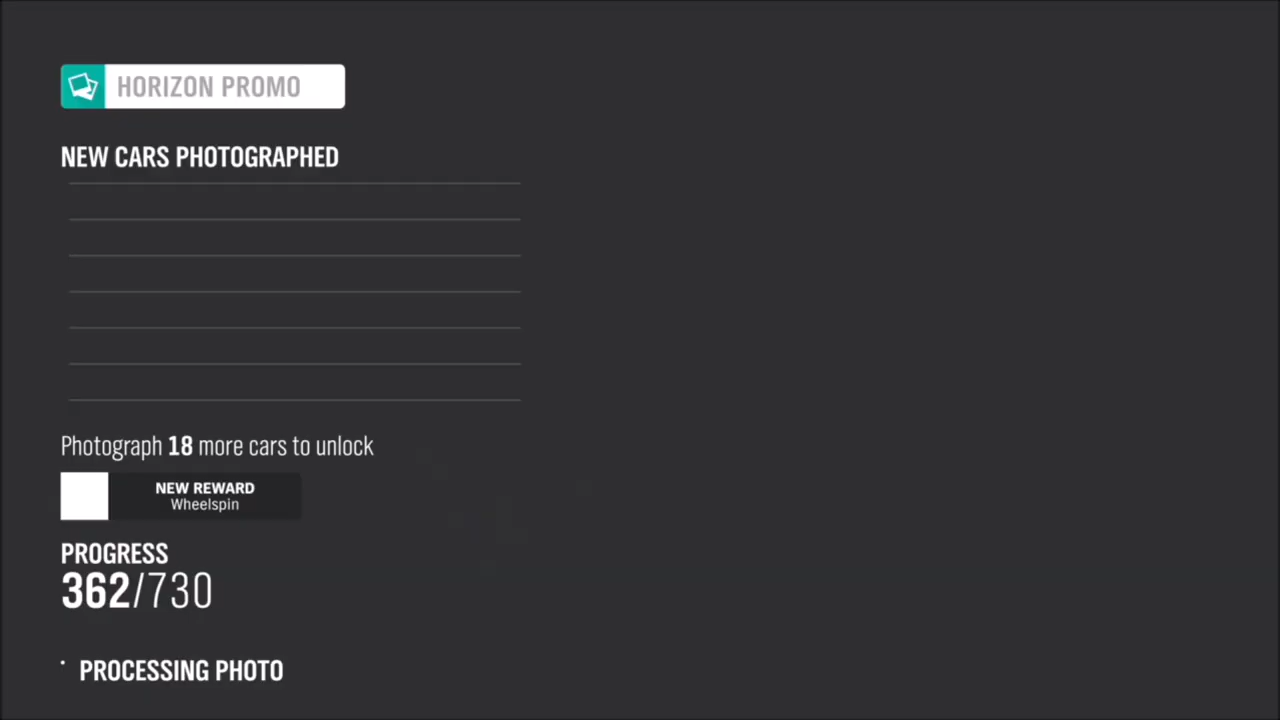 HORIZON PROMO
NEW CARS PHOTOGRAPHED
Photograph 18 more cars to unlock
NEW REWARD
Wheelspin
PROGRESS
362/730
PROCESSING PHOTO